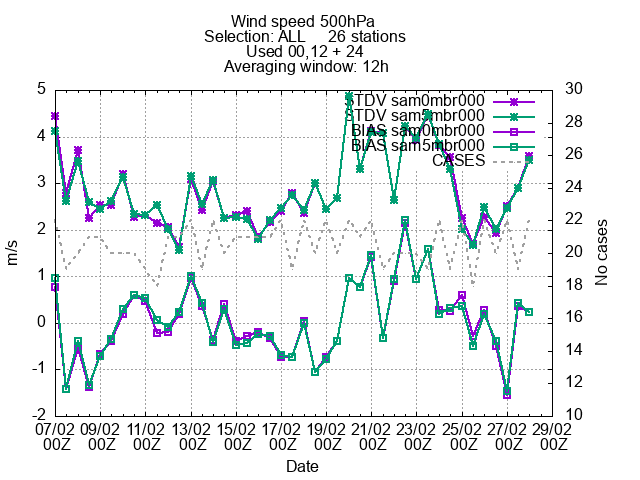 Wind speed 500hPa
Selection: ALL 26 stations
Used 00,12 + 24
Averaging window: 12h
5 30
STDV sam0mbr000
28
STDV sam5mbr000
4
BIAS sam0mbr000
BIAS sam5mbr000
26
CASES
3 24
22
2
20
1
18
0 16
14
-1
12
-2 10
m/s
No cases
07/02 09/02 11/02 13/02 15/02 17/02 19/02 21/02 23/02 25/02 27/02 29/02
00Z 00Z 00Z 00Z 00Z 00Z 00Z 00Z 00Z 00Z 00Z 00Z
Date